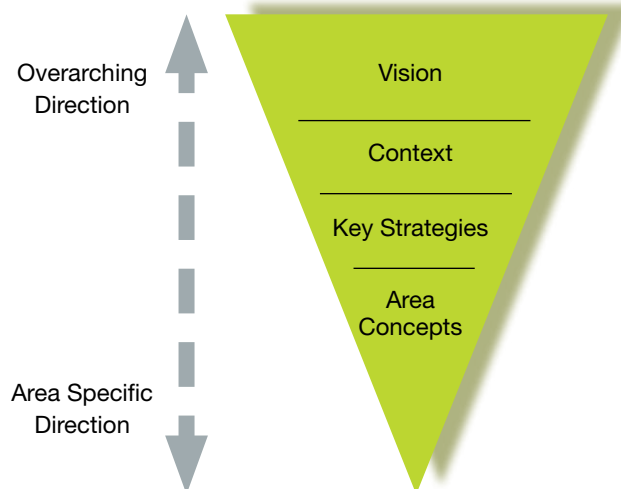 Overarching
Direction
Vision
Context
Key Strategies
Area
Concepts
Area Specific
Direction